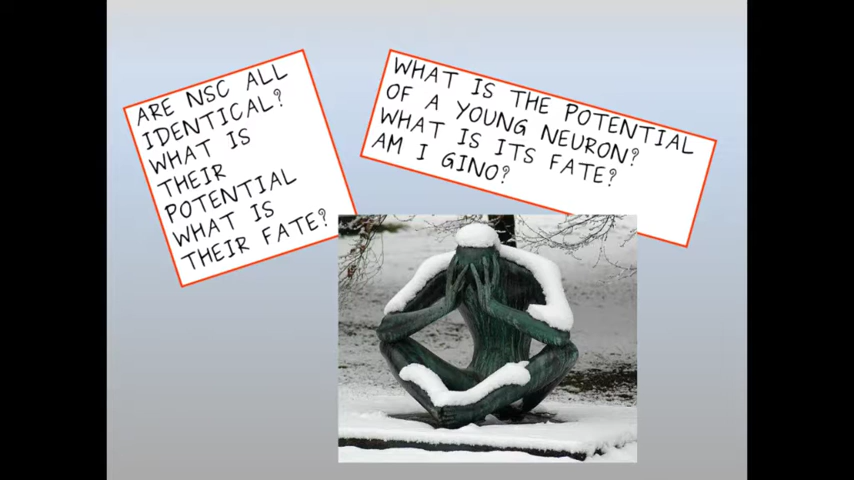 ARE NSC ALL
IDENTICAL?
WHAT IS
THEIR
POTENTIAL
WHAT IS
THEIR FATE?
WHAT IS THE POTENTIAL
OF A YOUNG NEURON?
WHAT IS ITS FATE?
AM I GINO?